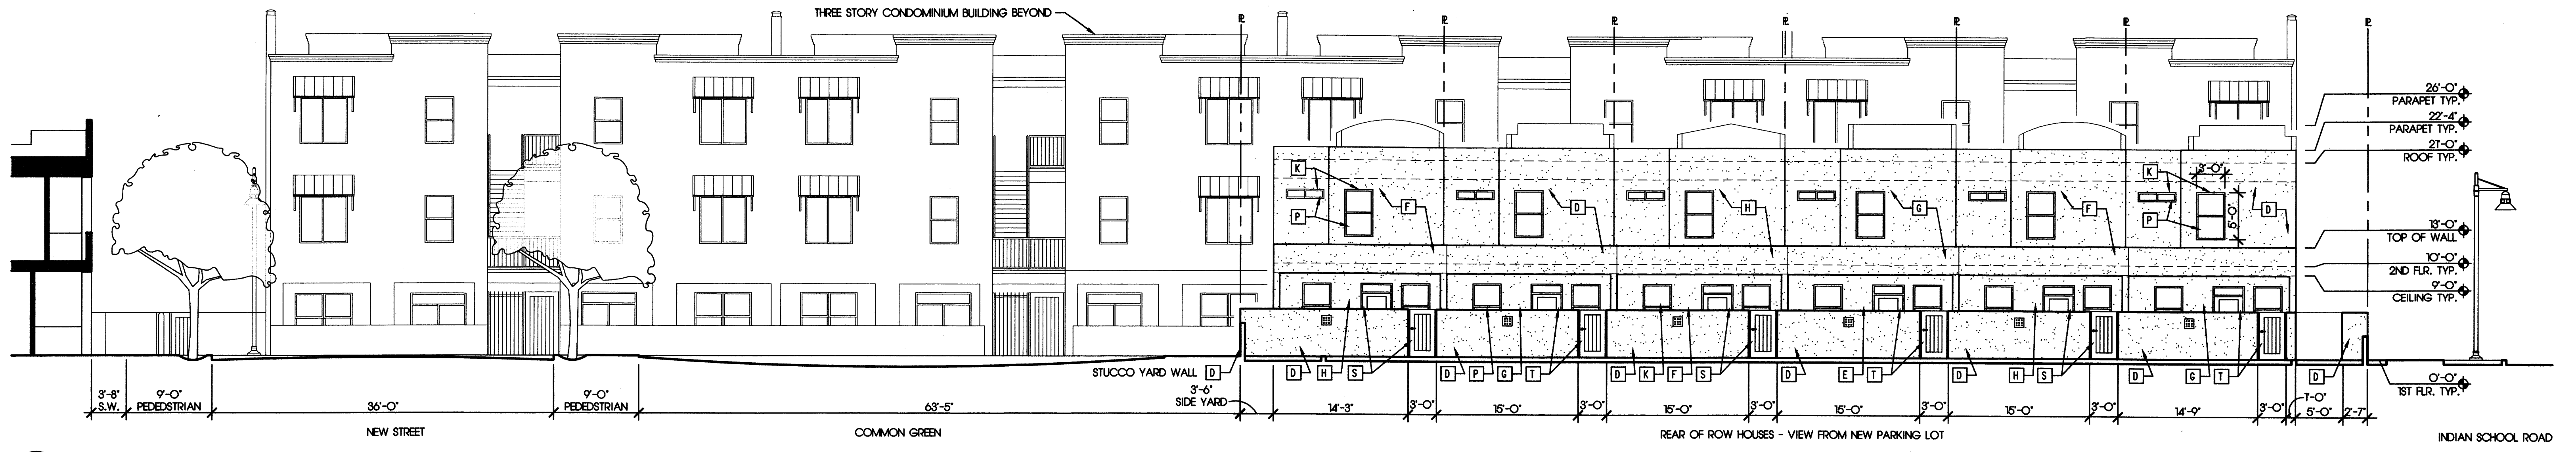 THREE STORY CONDOMINIUM BUILDING BEYOND
P̲L P̲L P̲L P̲L P̲L P̲L P̲L
26'-0"
PARAPET TYP.
22'-4"
PARAPET TYP.
21'-0"
ROOF TYP.
13'-0"
TOP OF WALL
10'-0"
2ND FLR. TYP.
9'-0"
CEILING TYP.
0'-0"
1ST FLR. TYP.
K K
3'-0"
F D H G F D
P P
5'-0"
STUCCO YARD WALL D
D H S D P G T D K F S D E T D H S D G T D
3'-8"
S.W.
9'-0"
PEDEDSTRIAN
36'-0"
9'-0"
PEDEDSTRIAN
63'-5"
3'-6"
SIDE YARD
14'-3" 3'-0" 15'-0" 3'-0" 15'-0" 3'-0" 15'-0" 3'-0" 15'-0" 3'-0" 14'-9" 3'-0" 1'-0" 5'-0" 2'-7"
NEW STREET
COMMON GREEN
REAR OF ROW HOUSES - VIEW FROM NEW PARKING LOT
INDIAN SCHOOL ROAD